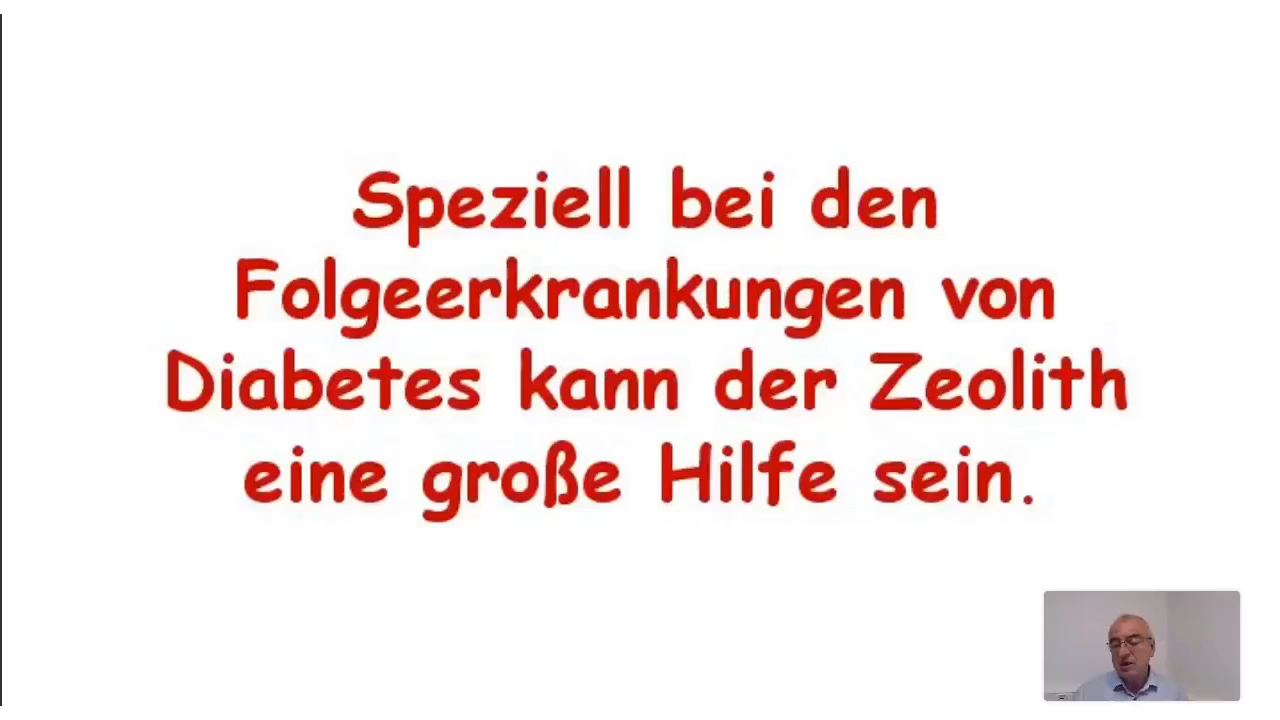 Speziell bei den
Folgeerkrankungen von
Diabetes kann der Zeolith
eine große Hilfe sein.